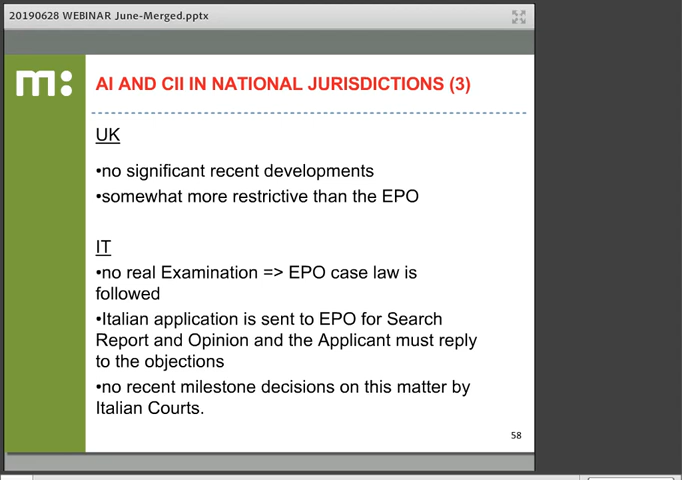 20190628 WEBINAR June-Merged.pptx
m:
AI AND CII IN NATIONAL JURISDICTIONS (3)
UK
•no significant recent developments
•somewhat more restrictive than the EPO
IT
•no real Examination => EPO case law is
followed
•Italian application is sent to EPO for Search
Report and Opinion and the Applicant must reply
to the objections
•no recent milestone decisions on this matter by
Italian Courts.
58